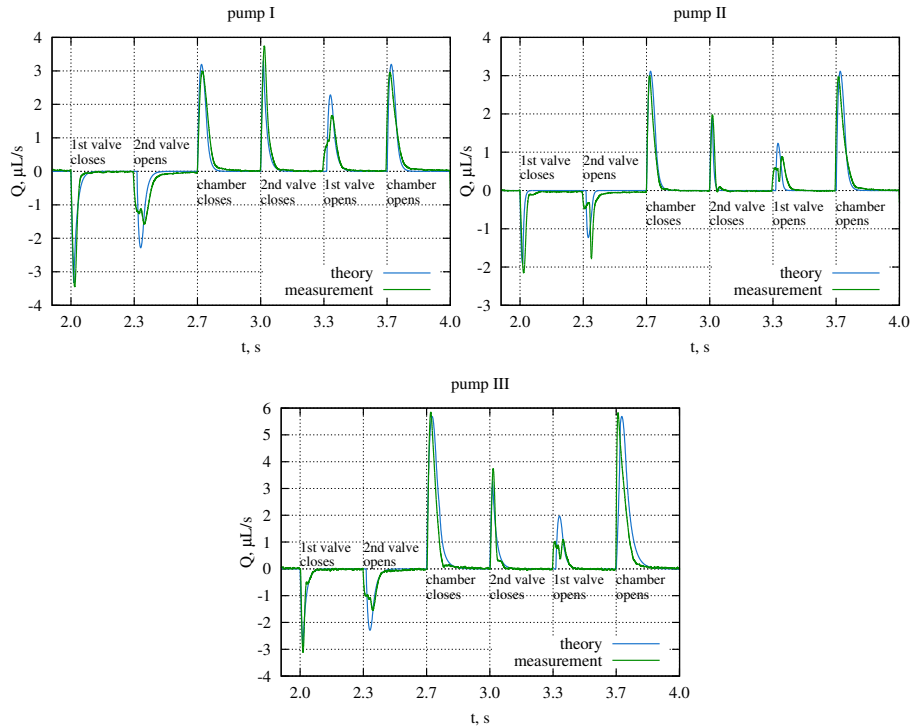 pump I
4
3
2
1
0
-1
-2
-3
-4
Q, µL/s
1st valve closes
2nd valve opens
chamber closes
2nd valve closes
1st valve opens
chamber opens
theory
measurement
2.0 2.3 2.7 3.0 3.3 3.7 4.0
t, s
pump II
4
3
2
1
0
-1
-2
-3
Q, µL/s
1st valve closes
2nd valve opens
chamber closes
2nd valve closes
1st valve opens
chamber opens
theory
measurement
2.0 2.3 2.7 3.0 3.3 3.7 4.0
t, s
pump III
6
5
4
3
2
1
0
-1
-2
-3
-4
Q, µL/s
1st valve closes
2nd valve opens
chamber closes
2nd valve closes
1st valve opens
chamber opens
theory
measurement
2.0 2.3 2.7 3.0 3.3 3.7 4.0
t, s